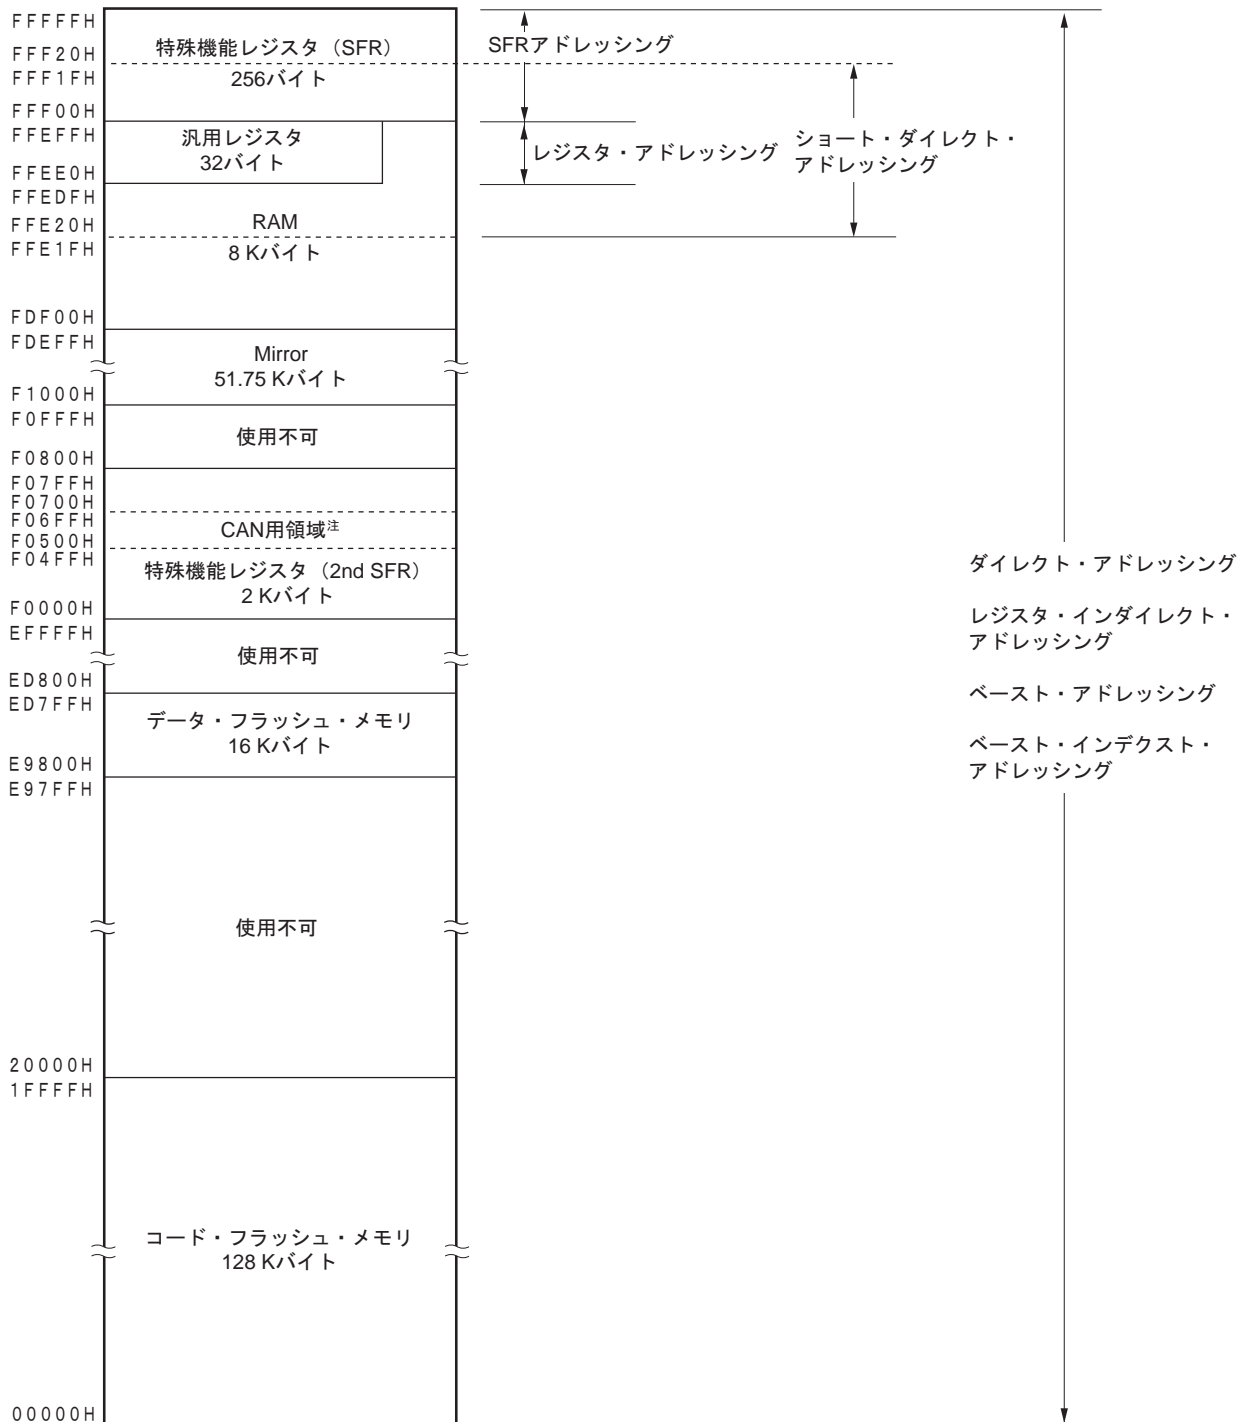 FFFFFH
特殊機能レジスタ（SFR）
256バイト
FFF20H
FFF1FH
FFF00H
FFEFFH
汎用レジスタ
32バイト
FFEE0H
FFEDFH
FFE20H
RAM
8 Kバイト
FFE1FH
FDF00H
FDEFFH
Mirror
51.75 Kバイト
F1000H
F0FFFH
使用不可
F0800H
F07FFH
F0700H
F06FFH
CAN用領域注
F0500H
F04FFH
特殊機能レジスタ（2nd SFR）
2 Kバイト
F0000H
EFFFFH
使用不可
ED800H
ED7FFH
データ・フラッシュ・メモリ
16 Kバイト
E9800H
E97FFH
使用不可
20000H
1FFFFH
コード・フラッシュ・メモリ
128 Kバイト
00000H
SFRアドレッシング
レジスタ・アドレッシング
ショート・ダイレクト・
アドレッシング
ダイレクト・アドレッシング
レジスタ・インダイレクト・
アドレッシング
ベースト・アドレッシング
ベースト・インデクスト・
アドレッシング